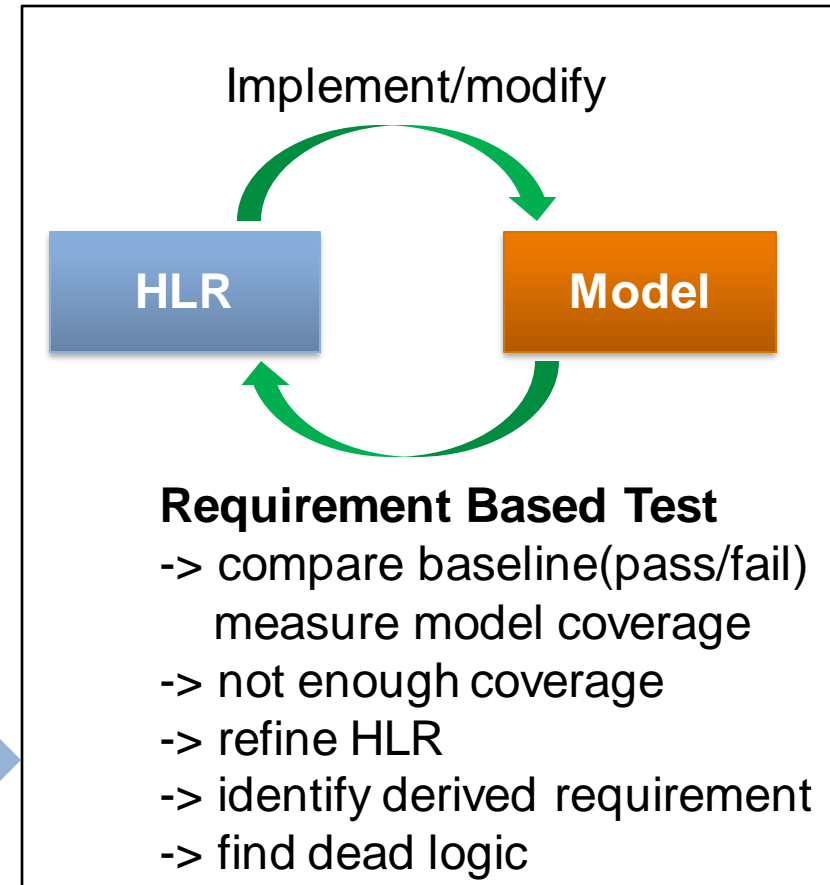 Implement/modify
HLR
Model
Requirement Based Test
-> compare baseline(pass/fail)
measure model coverage
-> not enough coverage
-> refine HLR
-> identify derived requirement
-> find dead logic